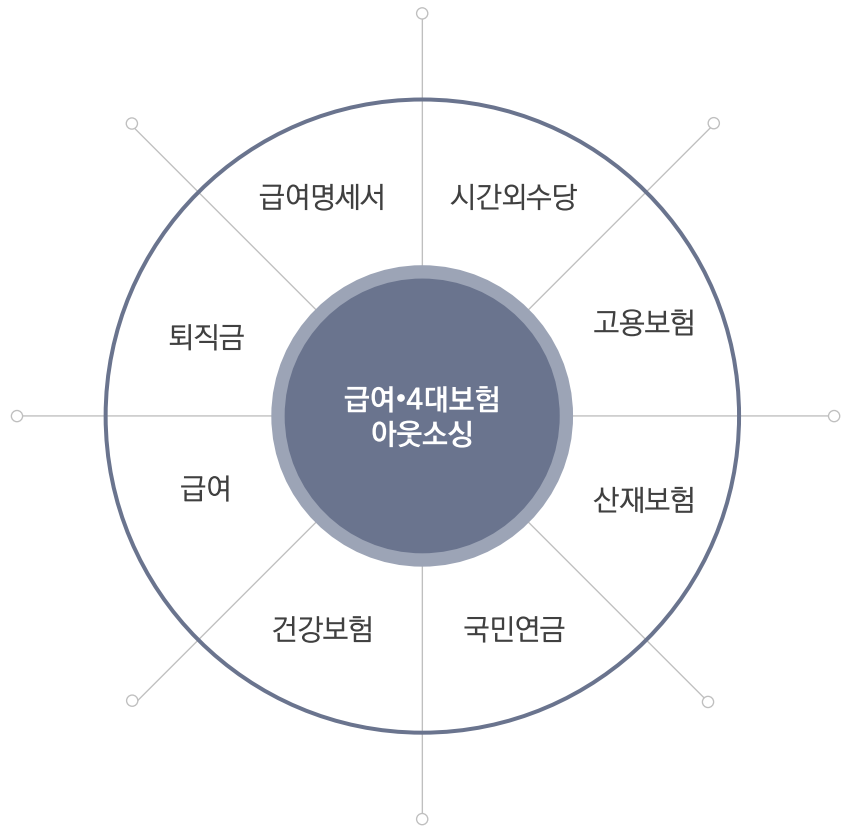 급여명세서
시간외수당
퇴직금
고용보험
급여•4대보험
아웃소싱
급여
산재보험
건강보험
국민연금